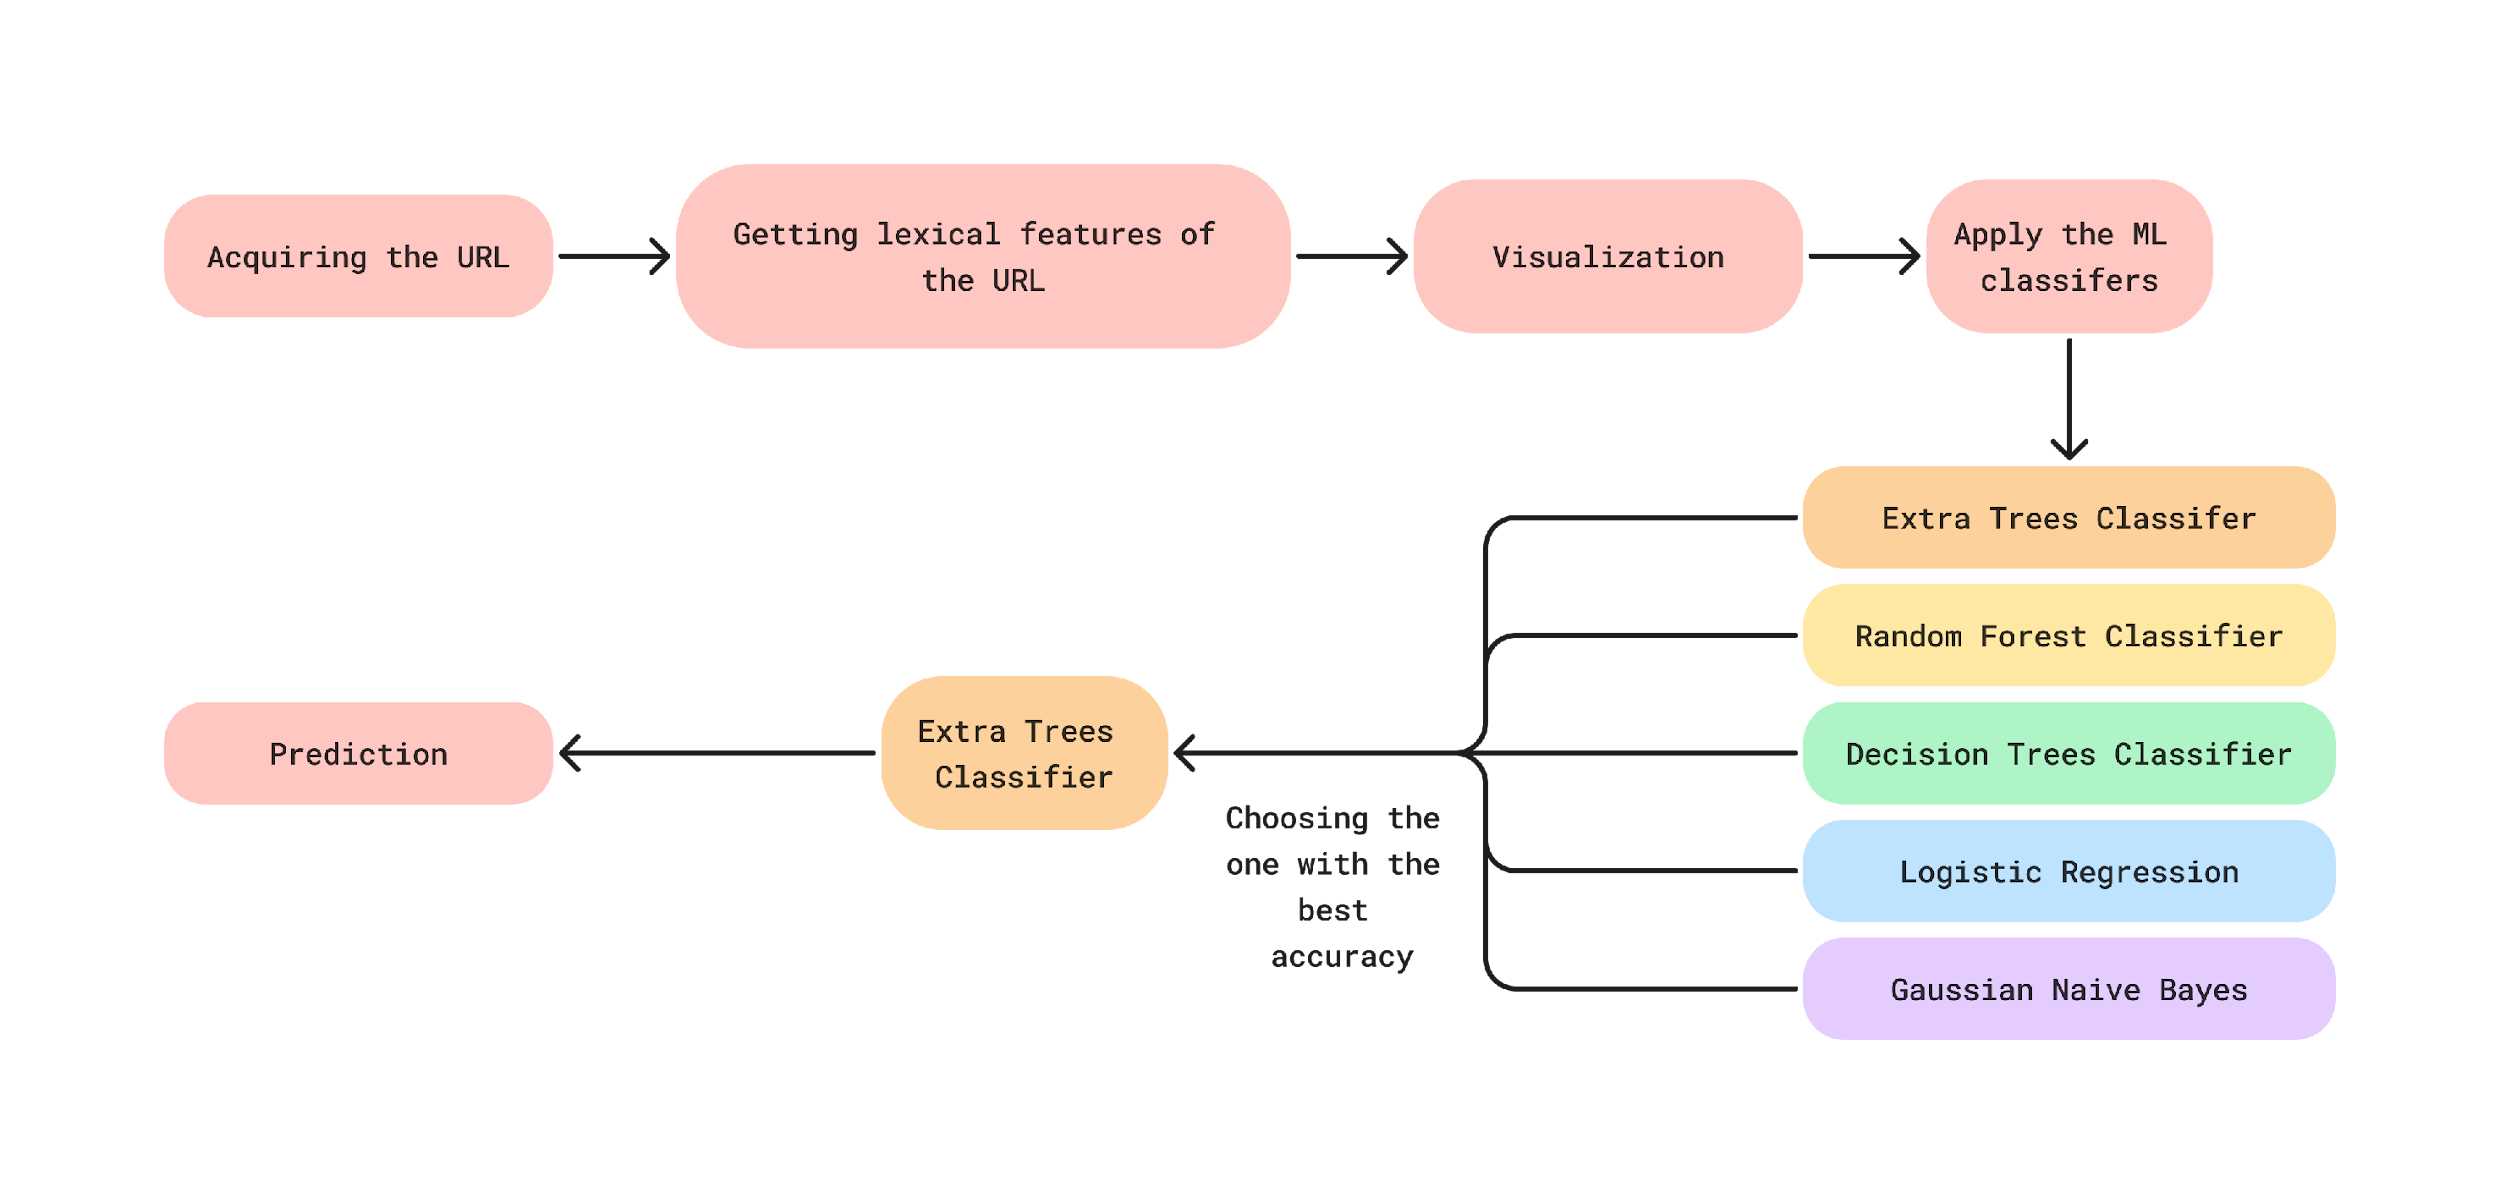 Acquiring the URL
Getting lexical features of
the URL
Visualization
Apply the ML
classifers
Extra Trees Classifer
Random Forest Classifier
Decision Trees Classifier
Logistic Regression
Gaussian Naive Bayes
Choosing the
one with the
best
accuracy
Extra Trees
Classifier
Prediction